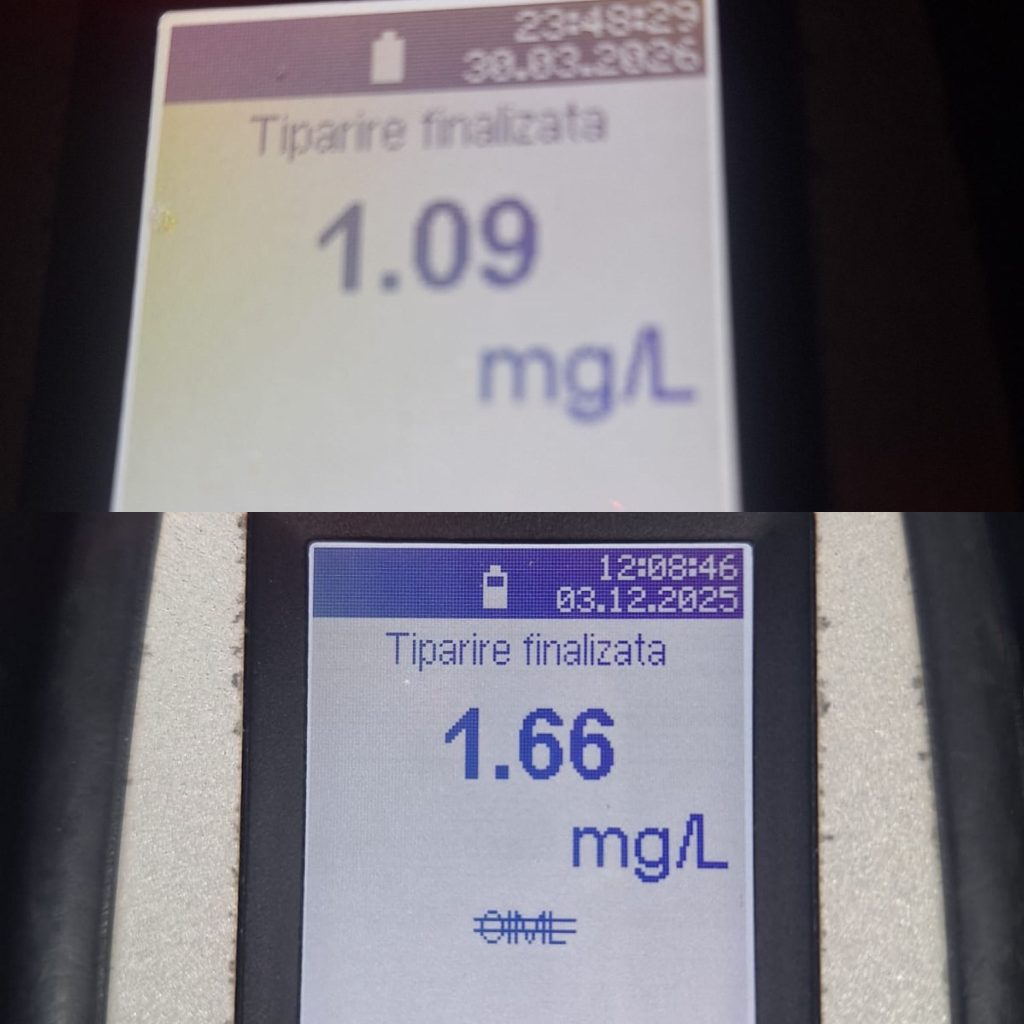 23:48:29
30.03.2026
Tiparire finalizata
1.09
mg/L
12:08:46
03.12.2025
Tiparire finalizata
1.66
mg/L
OIML